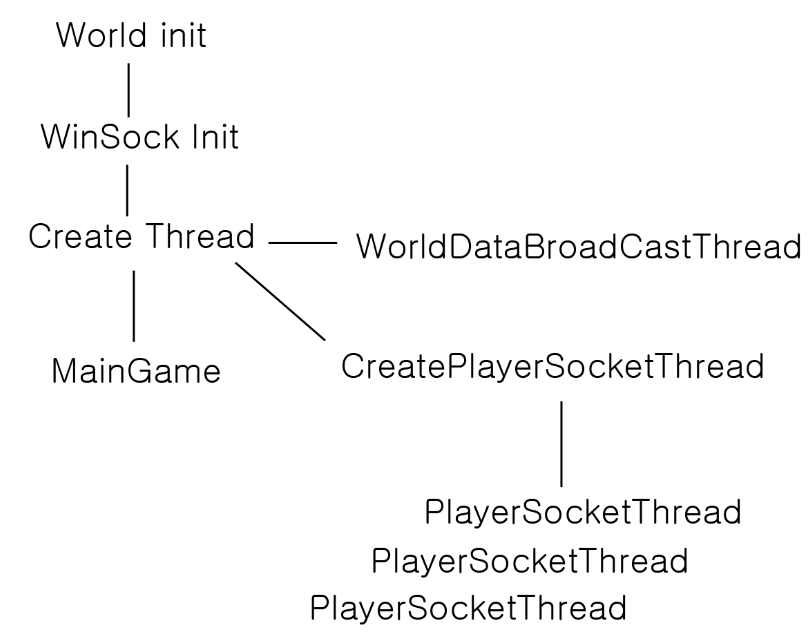 World init
WinSock Init
Create Thread
WorldDataBroadCastThread
MainGame
CreatePlayerSocketThread
PlayerSocketThread
PlayerSocketThread
PlayerSocketThread